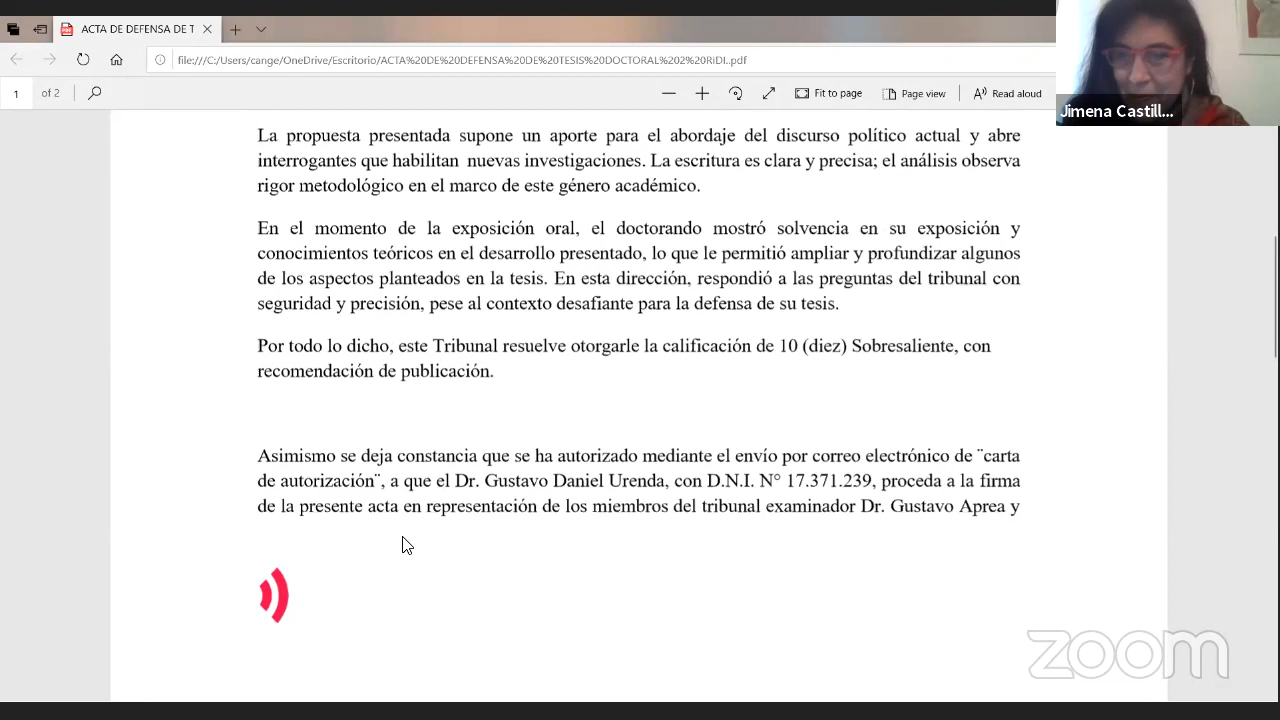 ACTA DE DEFENSA DE T
file:///C:/Users/cange/OneDrive/Escritorio/ACTA%20DE%20DEFENSA%20DE%20TESIS%20DOCTORAL%202%20RiDI..pdf
1 of 2 Fit to page Page view Read aloud
Jimena Castill...
La propuesta presentada supone un aporte para el abordaje del discurso político actual y abre
interrogantes que habilitan nuevas investigaciones. La escritura es clara y precisa; el análisis observa
rigor metodológico en el marco de este género académico.
En el momento de la exposición oral, el doctorando mostró solvencia en su exposición y
conocimientos teóricos en el desarrollo presentado, lo que le permitió ampliar y profundizar algunos
de los aspectos planteados en la tesis. En esta dirección, respondió a las preguntas del tribunal con
seguridad y precisión, pese al contexto desafiante para la defensa de su tesis.
Por todo lo dicho, este Tribunal resuelve otorgarle la calificación de 10 (diez) Sobresaliente, con
recomendación de publicación.
Asimismo se deja constancia que se ha autorizado mediante el envío por correo electrónico de ¨carta
de autorización¨, a que el Dr. Gustavo Daniel Urenda, con D.N.I. N° 17.371.239, proceda a la firma
de la presente acta en representación de los miembros del tribunal examinador Dr. Gustavo Aprea y
zoom